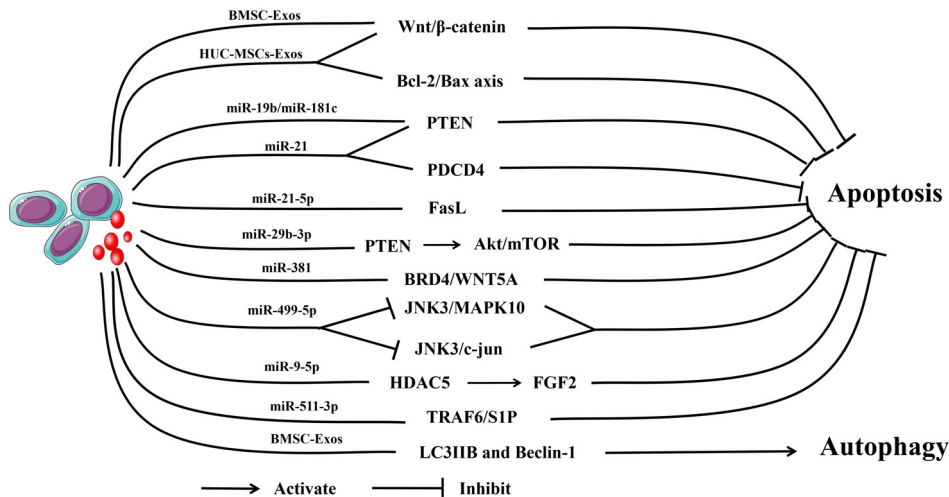 BMSC-Exos
Wnt/β-catenin
HUC-MSCs-Exos
Bcl-2/Bax axis
miR-19b/miR-181c
PTEN
miR-21
PDCD4
Apoptosis
miR-21-5p
FasL
miR-29b-3p
PTEN
Akt/mTOR
miR-381
BRD4/WNT5A
miR-499-5p
JNK3/MAPK10
JNK3/c-jun
miR-9-5p
HDAC5
FGF2
miR-511-3p
TRAF6/S1P
BMSC-Exos
LC3IIB and Beclin-1
Autophagy
Activate
Inhibit